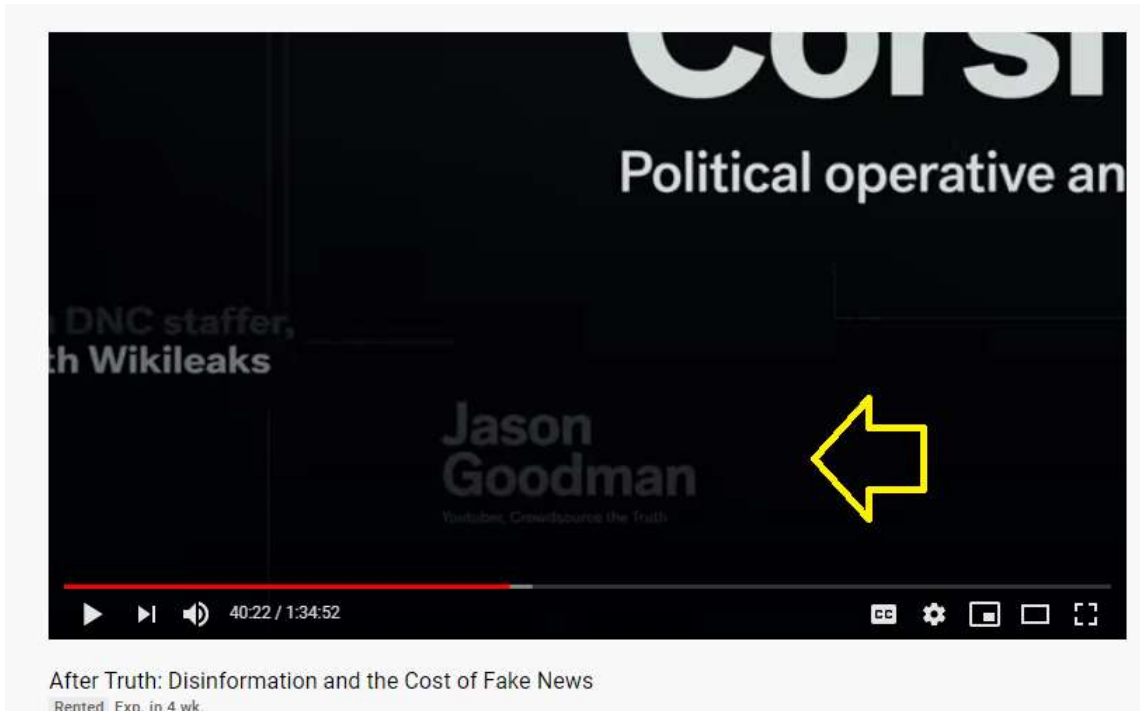 Corsi
Political operative an
DNC staffer,
th Wikileaks
Jason
Goodman
Youtuber, Crowdsource the Truth
40:22 / 1:34:52
CC
After Truth: Disinformation and the Cost of Fake News
Rented Exp. in 4 wk.